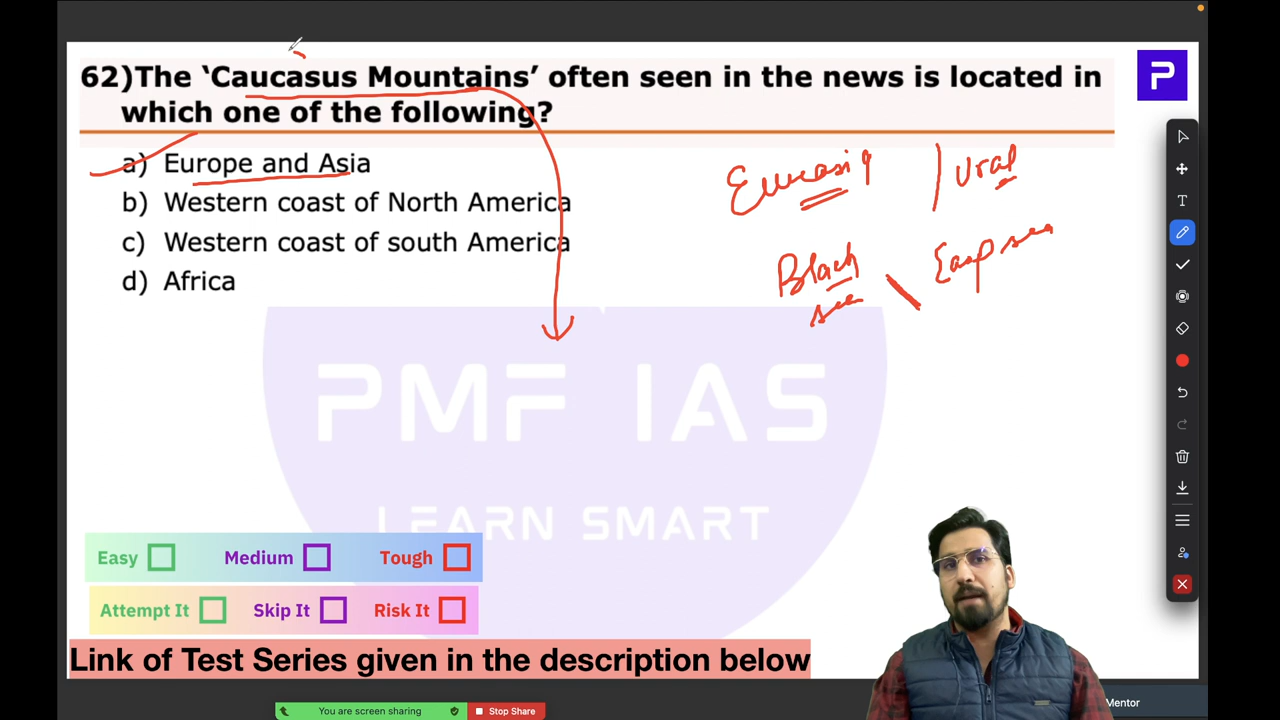 62)The ‘Caucasus Mountains’ often seen in the news is located in
which one of the following?
a) Europe and Asia
b) Western coast of North America
c) Western coast of south America
d) Africa
Eurasia
Ural
Black
sea
sea
P
PMF IAS
LEARN SMART
Easy Medium Tough
Attempt It Skip It Risk It
Link of Test Series given in the description below
Mentor
You are screen sharing Stop Share
T